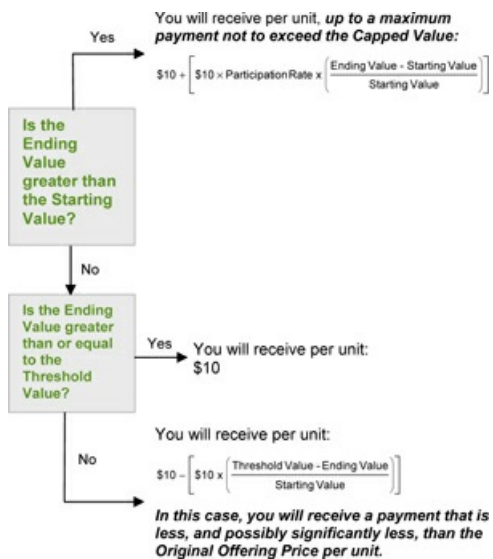 You will receive per unit, up to a maximum
payment not to exceed the Capped Value:
Yes
$10 + [ $10 × Participation Rate x ( Ending Value - Starting Value
Starting Value ) ]
Is the
Ending
Value
greater than
the Starting
Value?
No
Is the Ending
Value greater
than or equal
to the
Threshold
Value?
Yes
You will receive per unit:
$10
You will receive per unit:
No
$10 – [ $10 x ( Threshold Value - Ending Value
Starting Value ) ]
In this case, you will receive a payment that is
less, and possibly significantly less, than the
Original Offering Price per unit.